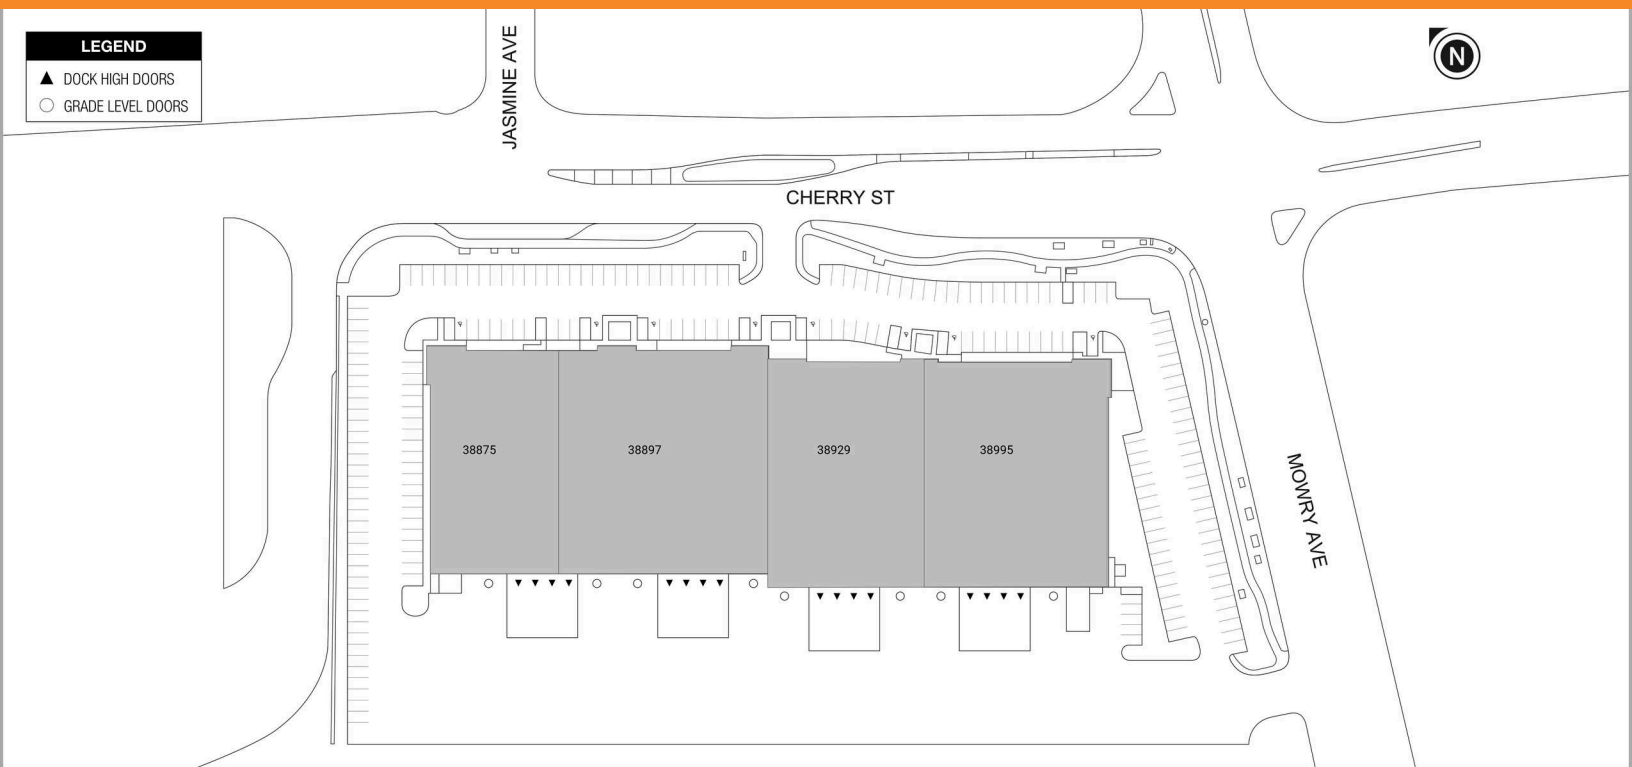 LEGEND
DOCK HIGH DOORS
GRADE LEVEL DOORS
JASMINE AVE
N
CHERRY ST
38875
38897
38929
38995
MOWRY AVE